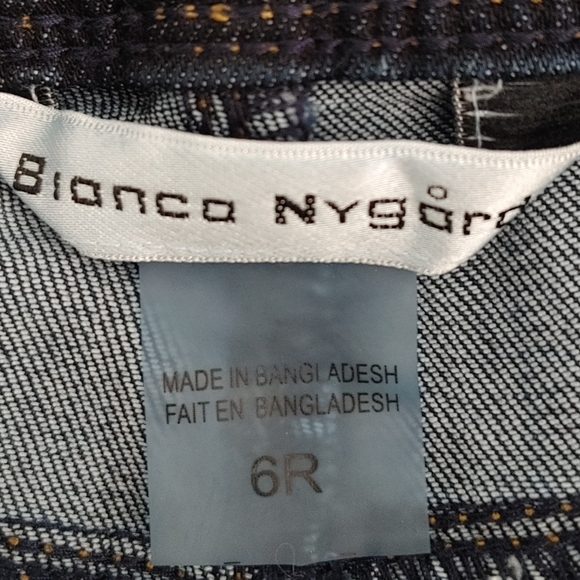 Bianca Nygård
MADE IN BANGLADESH
FAIT EN BANGLADESH
6R